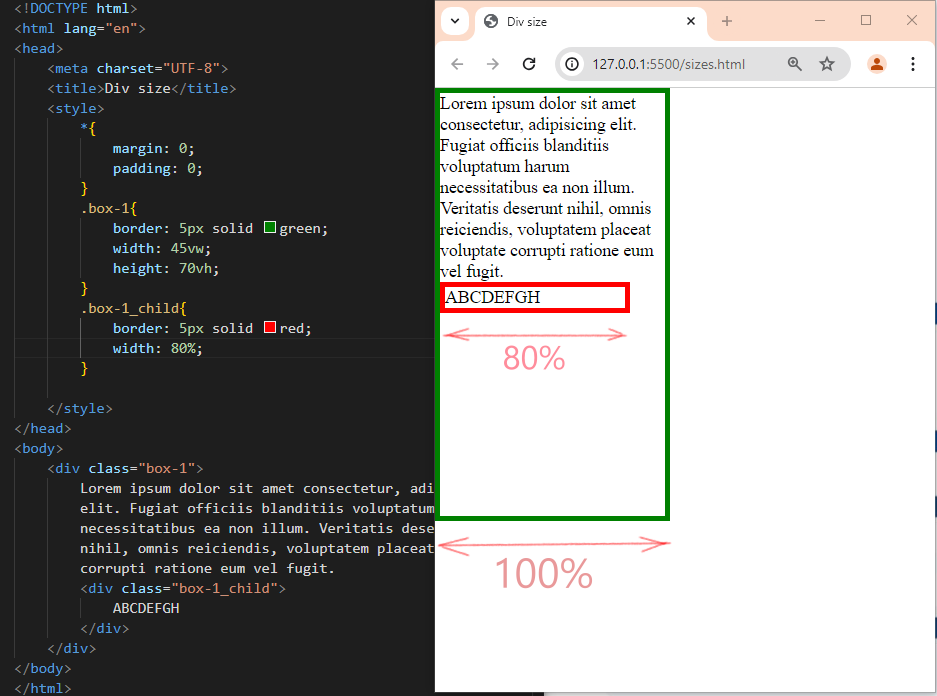 <!DOCTYPE html>
<html lang="en">
<head>
<meta charset="UTF-8">
<title>Div size</title>
<style>
*{
margin: 0;
padding: 0;
}
.box-1{
border: 5px solid green;
width: 45vw;
height: 70vh;
}
.box-1_child{
border: 5px solid red;
width: 80%;
}
</style>
</head>
<body>
<div class="box-1">
Lorem ipsum dolor sit amet consectetur, adi
elit. Fugiat officiis blanditiis voluptatum
necessitatibus ea non illum. Veritatis dese
nihil, omnis reiciendis, voluptatem placeat
corrupti ratione eum vel fugit.
<div class="box-1_child">
ABCDEFGH
</div>
</div>
</body>
</html>
Div size
127.0.0.1:5500/sizes.html
Lorem ipsum dolor sit amet
consectetur, adipisicing elit.
Fugiat officiis blanditiis
voluptatum harum
necessitatibus ea non illum.
Veritatis deserunt nihil, omnis
reiciendis, voluptatem placeat
voluptate corrupti ratione eum
vel fugit.
ABCDEFGH
80%
100%